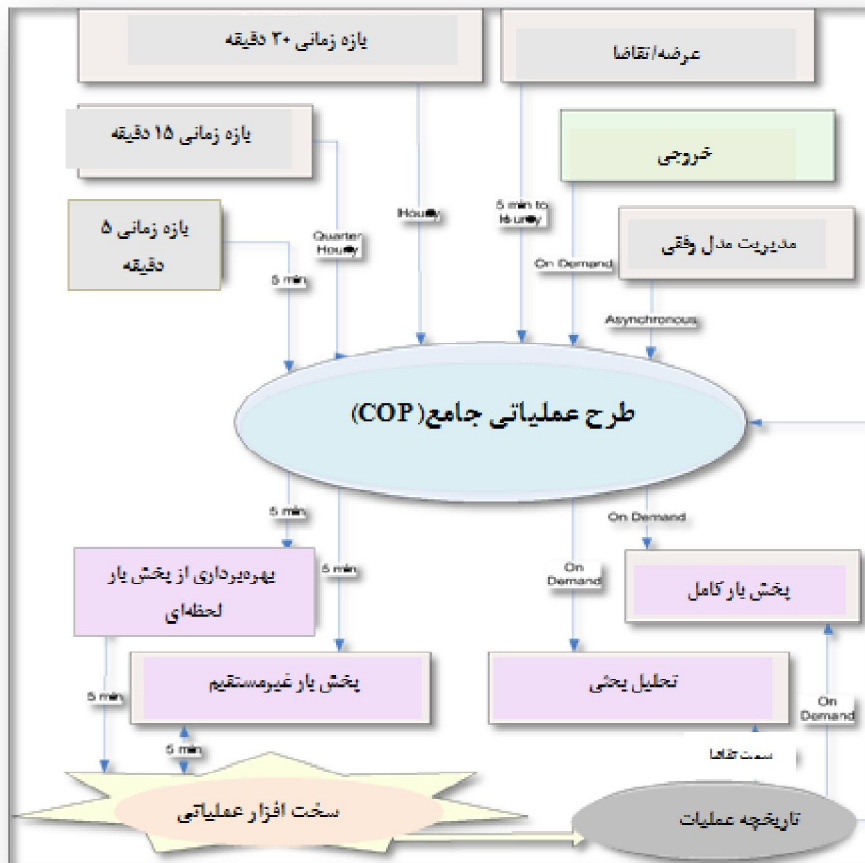 بازه زمانی ۳۰ دقیقه
عرضه/تقاضا
بازه زمانی ۱۵ دقیقه
خروجی
بازه زمانی ۵
دقیقه
مدیریت مدل وفقی
5 min
Quarter
Hourly
Hourly
5 min to
Hourly
On Demand
Asynchronous
طرح عملیاتی جامع(COP)
5 min
5 min
On
Demand
On Demand
بهره‌برداری از پخش بار
لحظه‌ای
پخش بار کامل
پخش بار غیرمستقیم
تحلیل بحثی
5 min
5 min
سمت تقاضا
On
Demand
سخت افزار عملیاتی
تاریخچه عملیات